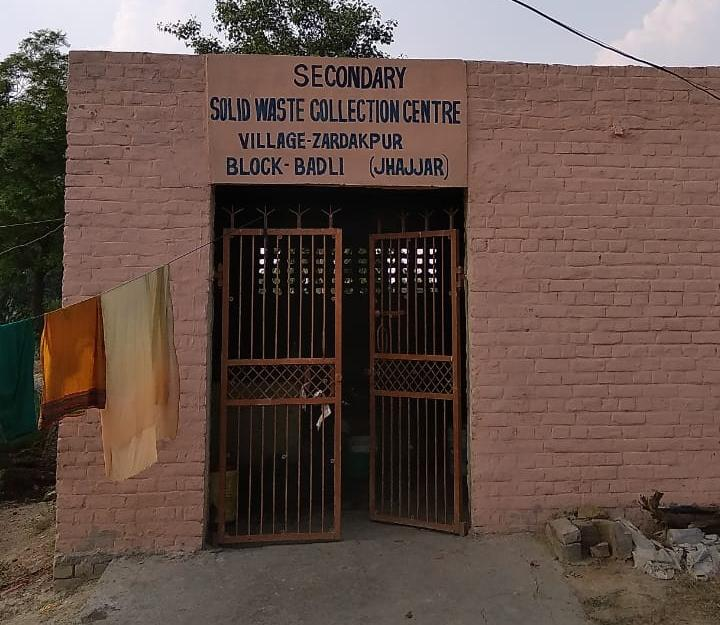 SECONDARY
SOLID WASTE COLLECTION CENTRE
VILLAGE-ZARDAKPUR
BLOCK-BADLI (JHAJJAR)